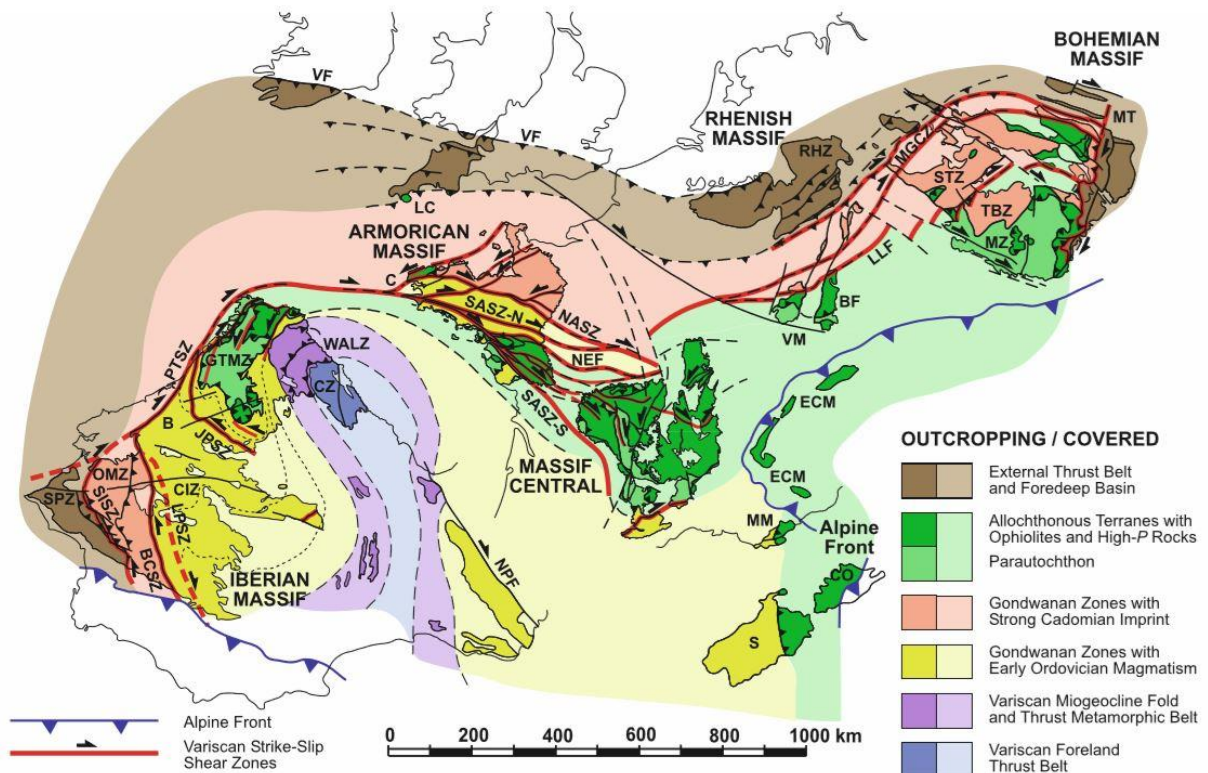 BOHEMIAN
MASSIF
VF
MT
RHENISH
MASSIF
VF
RHZ
MGCZ
STZ
TBZ
MZ
LC
ARMORICAN
MASSIF
LLF
C
SASZ-N
NASZ
BF
VM
NEF
WALZ
GTMZ
CZ
PTSZ
SASZ-S
ECM
B
JPSZ
OMZ
SPZ
SISZ
CIZ
LPSZ
BCSZ
MASSIF
CENTRAL
ECM
MM
Alpine
Front
CO
NPF
IBERIAN
MASSIF
S
OUTCROPPING / COVERED
External Thrust Belt
and Foredeep Basin
Allochthonous Terranes with
Ophiolites and High-P Rocks
Parautochthon
Gondwanan Zones with
Strong Cadomian Imprint
Gondwanan Zones with
Early Ordovician Magmatism
Variscan Miogeocline Fold
and Thrust Metamorphic Belt
Variscan Foreland
Thrust Belt
Alpine Front
Variscan Strike-Slip
Shear Zones
0 200 400 600 800 1000 km